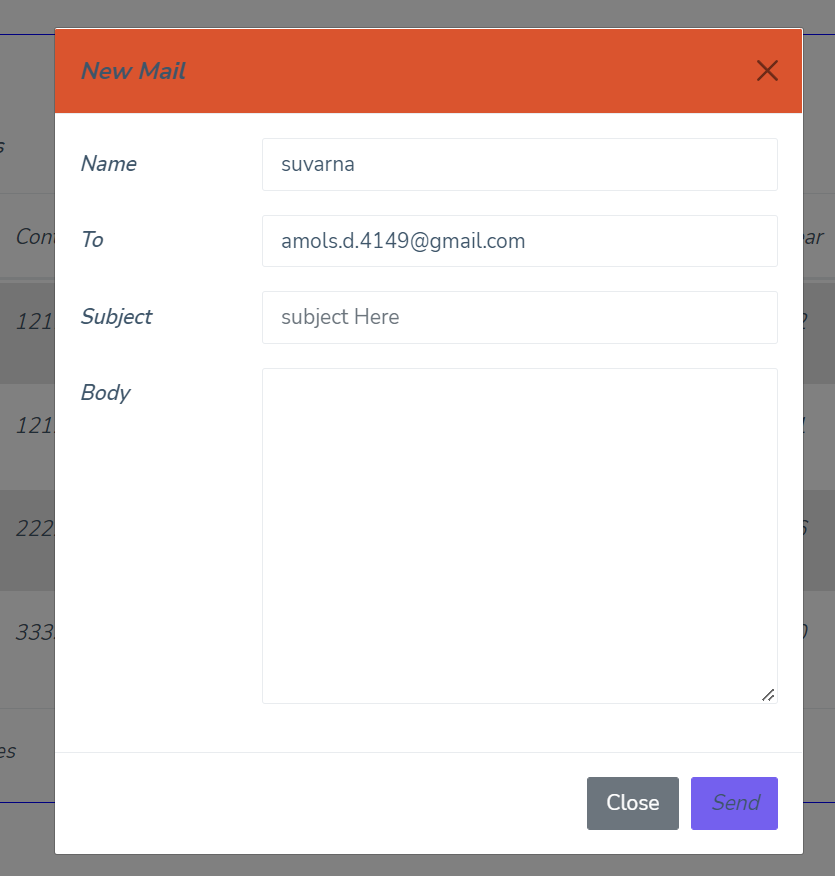 New Mail
Name
suvarna
To
amols.d.4149@gmail.com
Subject
subject Here
Body
Close
Send